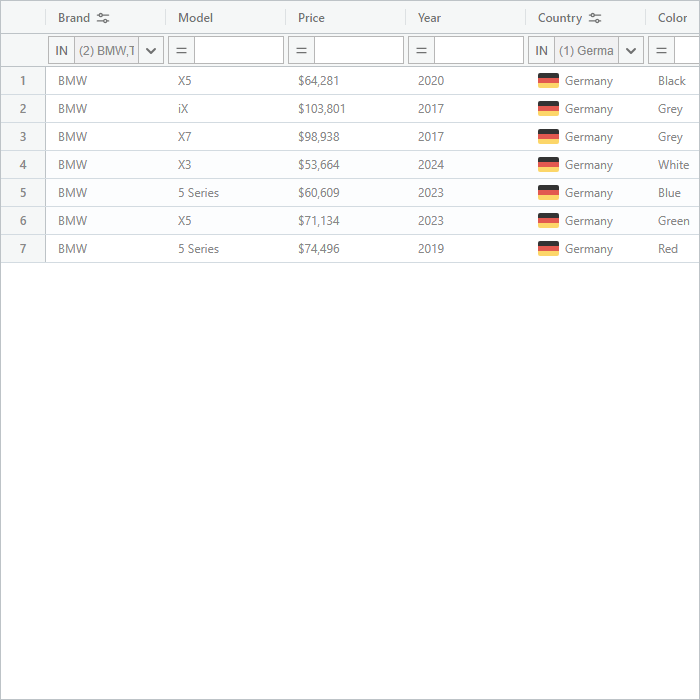 Brand Model Price Year Country Color
IN (2) BMW,T = = = IN (1) Germa =
1 BMW X5 $64,281 2020 Germany Black
2 BMW iX $103,801 2017 Germany Grey
3 BMW X7 $98,938 2017 Germany Grey
4 BMW X3 $53,664 2024 Germany White
5 BMW 5 Series $60,609 2023 Germany Blue
6 BMW X5 $71,134 2023 Germany Green
7 BMW 5 Series $74,496 2019 Germany Red